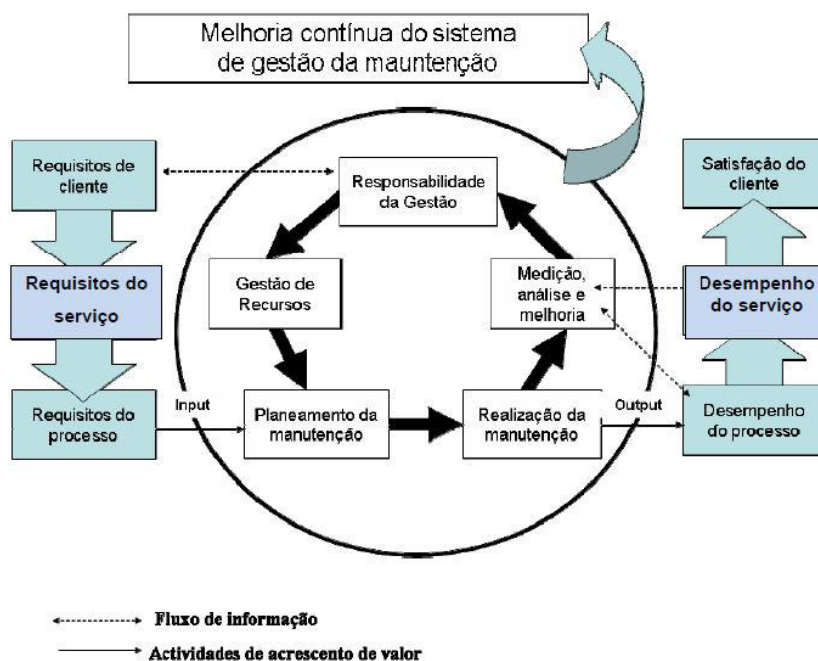 Melhoria contínua do sistema
de gestão da mauntenção
Requisitos de
cliente
Responsabilidade
da Gestão
Satisfação do
cliente
Requisitos do
serviço
Gestão de
Recursos
Medição,
análise e
melhoria
Desempenho
do serviço
Requisitos do
processo
Input
Planeamento da
manutenção
Realização da
manutenção
Output
Desempenho
do processo
Fluxo de informação
Actividades de acrescento de valor